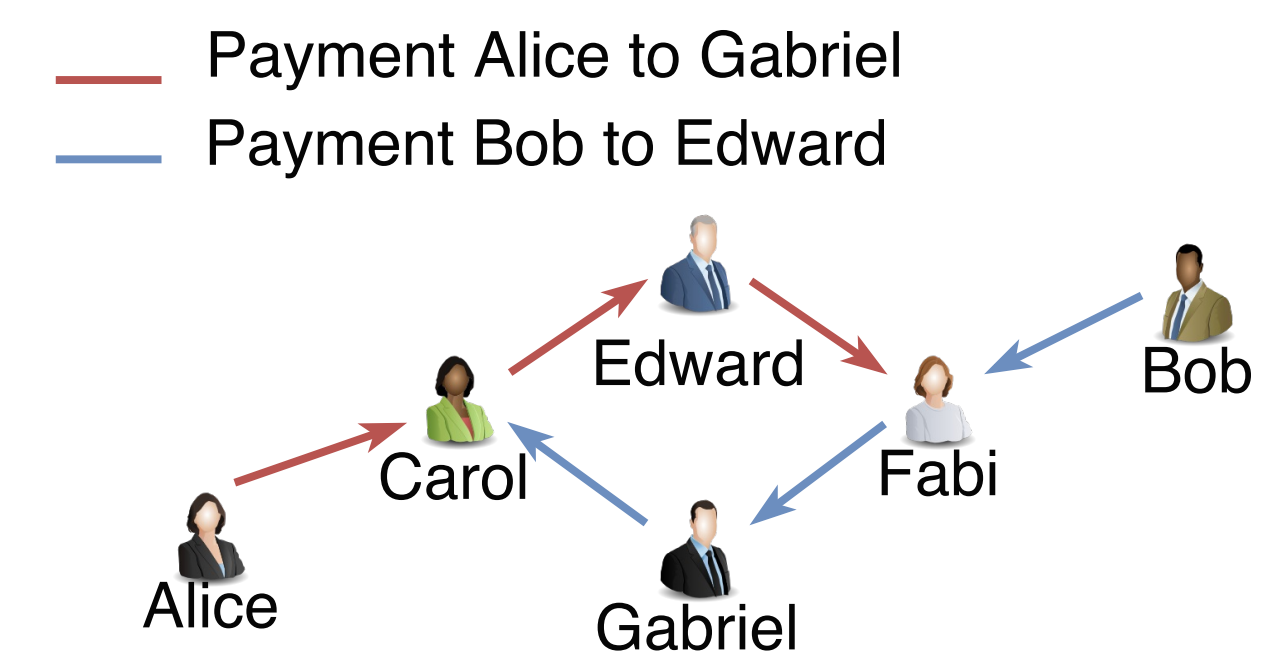 Payment Alice to Gabriel
Payment Bob to Edward
Edward
Bob
Carol
Fabi
Alice
Gabriel